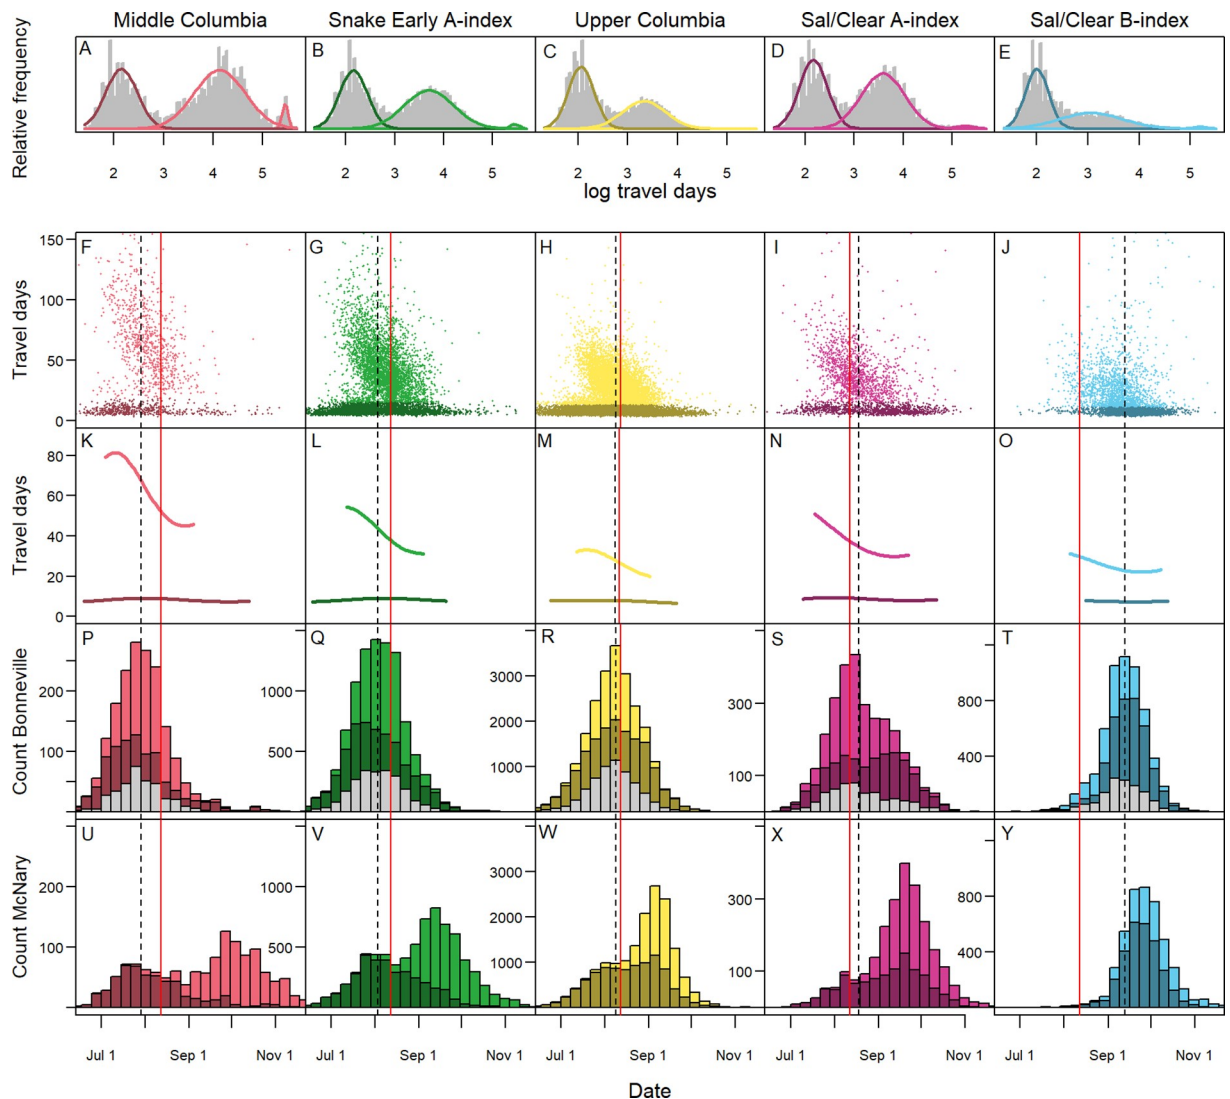 Middle Columbia Snake Early A-index Upper Columbia Sal/Clear A-index Sal/Clear B-index
Relative frequency
A B C D E
2 3 4 5 2 3 4 5 2 3 4 5 2 3 4 5 2 3 4 5
log travel days
Travel days
150
100
50
0
F G H I J
Travel days
80
60
40
20
0
K L M N O
Count Bonneville
P Q R S T
200
100
1000
500
3000
2000
1000
300
100
800
400
Count McNary
U V W X Y
200
100
1000
500
3000
2000
1000
300
100
800
400
Jul 1 Sep 1 Nov 1 Jul 1 Sep 1 Nov 1 Jul 1 Sep 1 Nov 1 Jul 1 Sep 1 Nov 1 Jul 1 Sep 1 Nov 1
Date